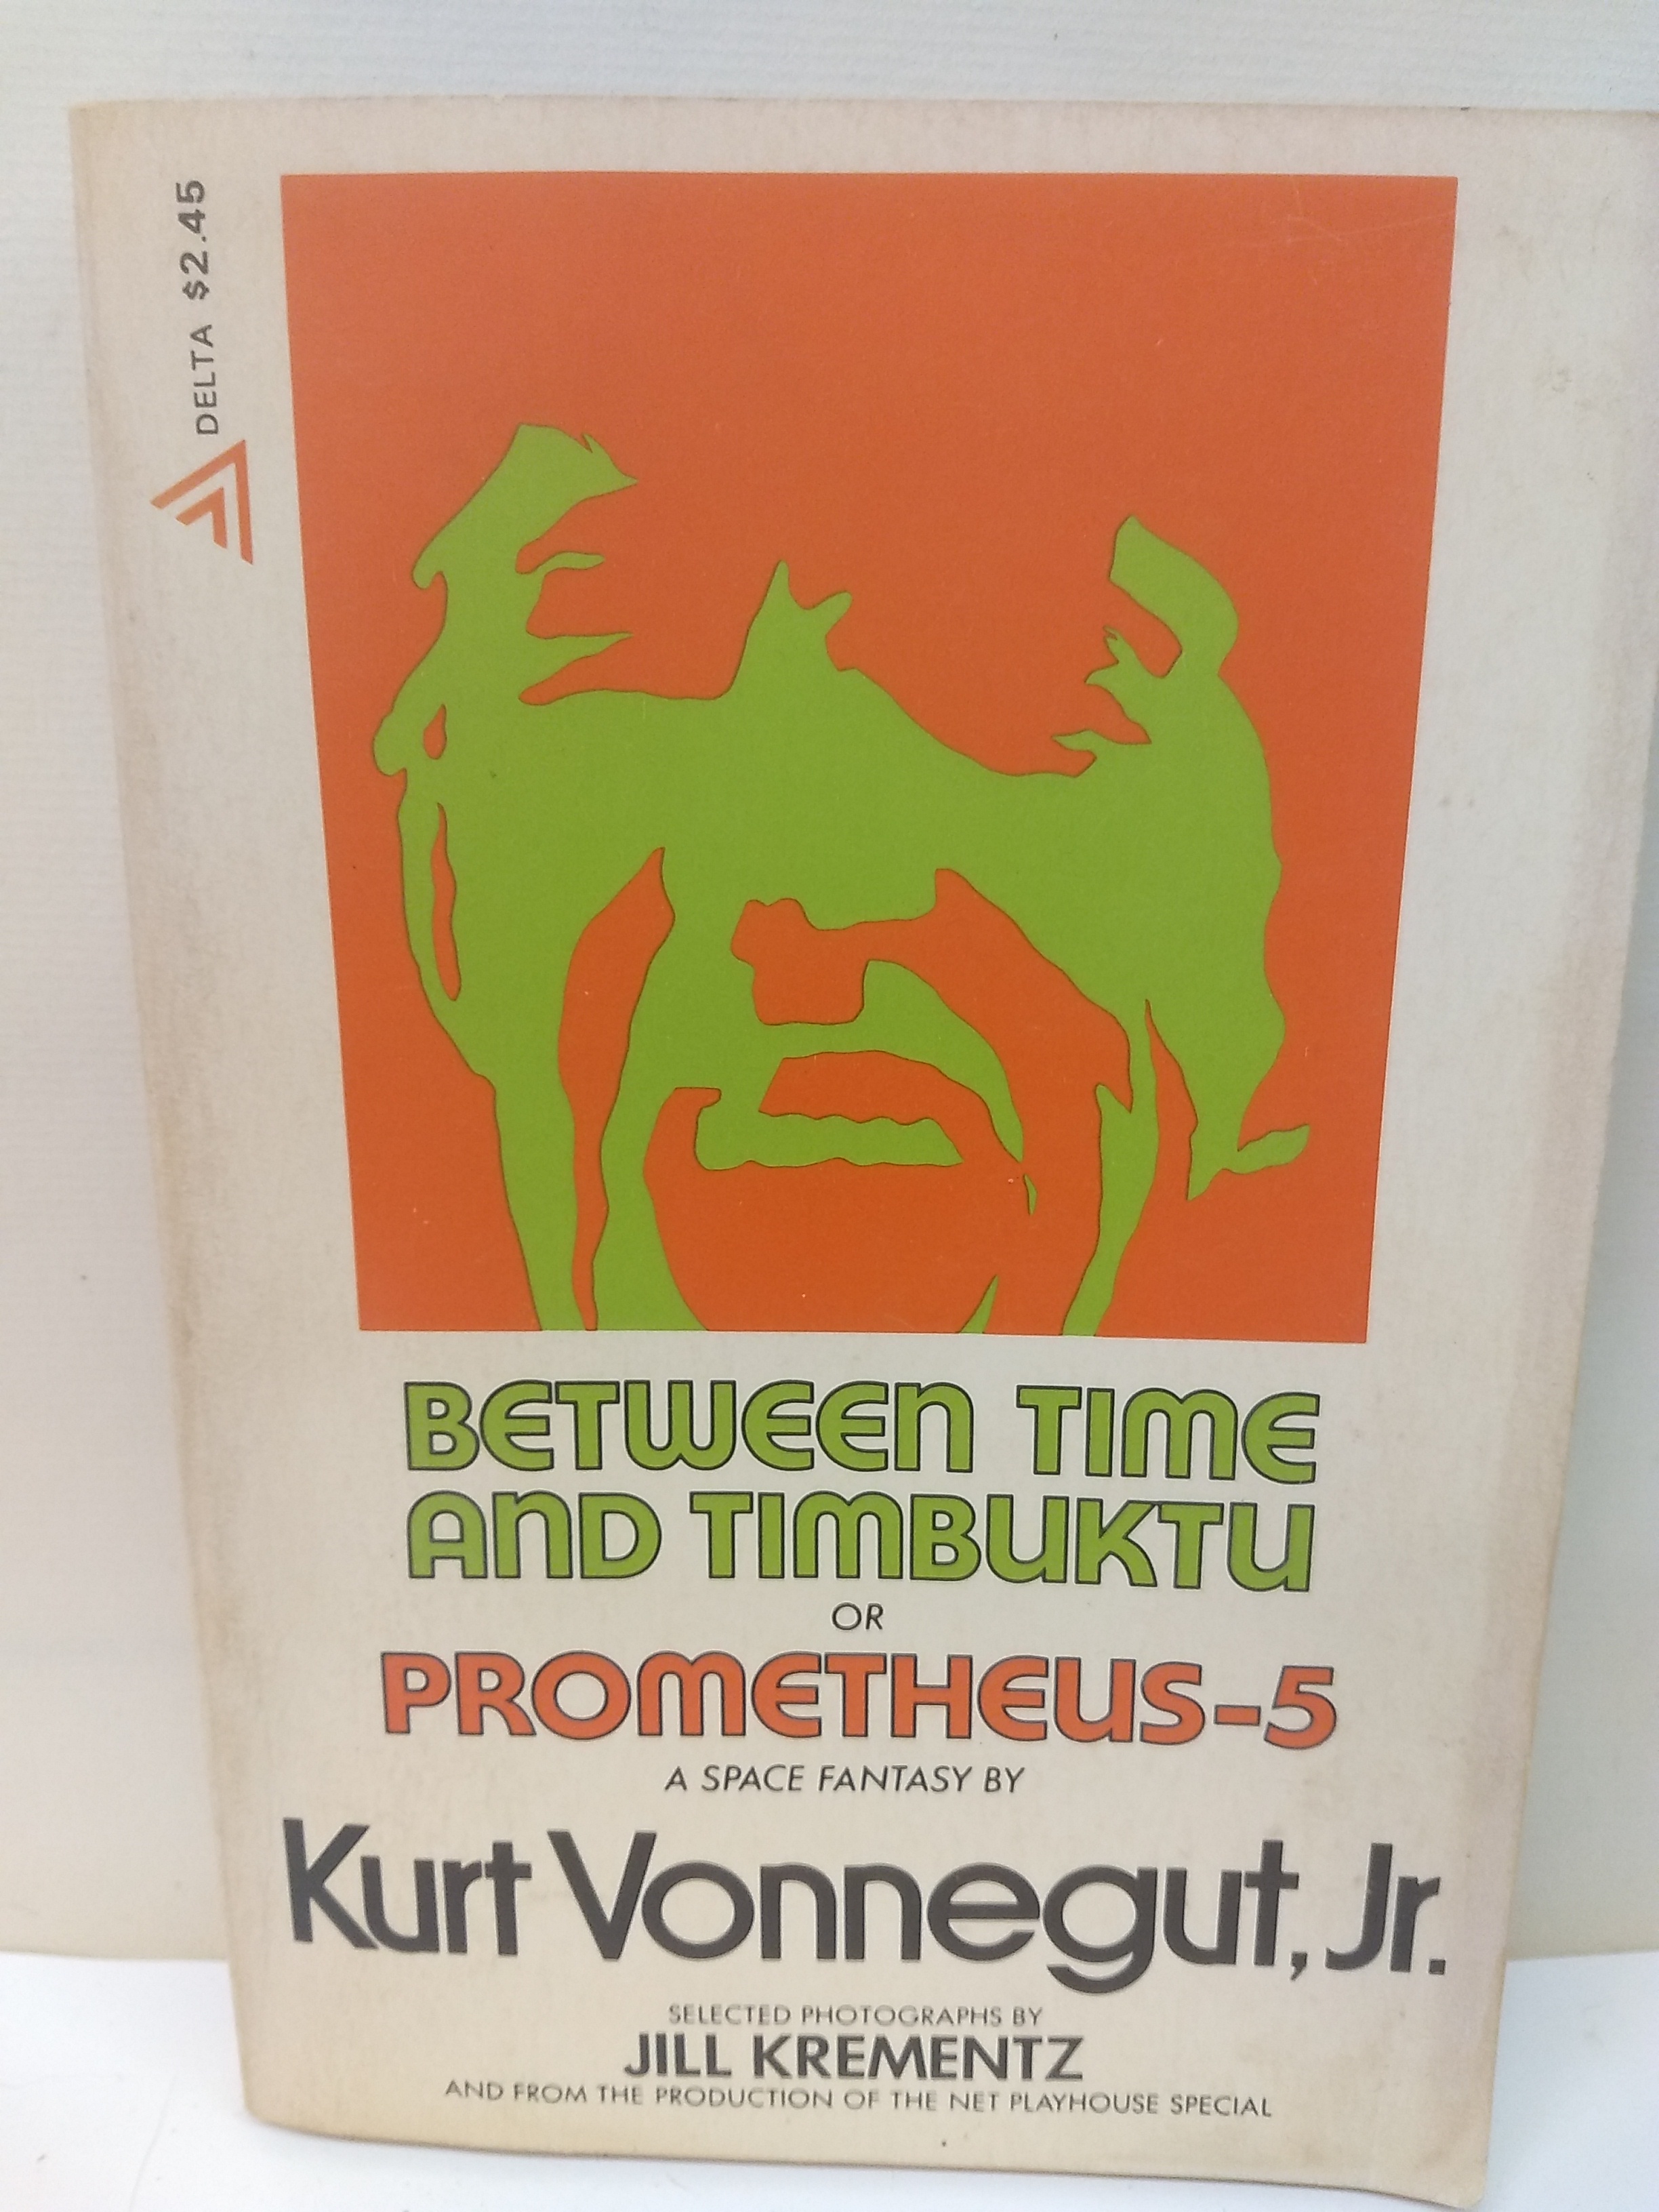 DELTA $2.45
BETWEEN TIME
AND TIMBUKTU
OR
PROMETHEUS-5
A SPACE FANTASY BY
Kurt Vonnegut, Jr.
SELECTED PHOTOGRAPHS BY
JILL KREMENTZ
AND FROM THE PRODUCTION OF THE NET PLAYHOUSE SPECIAL